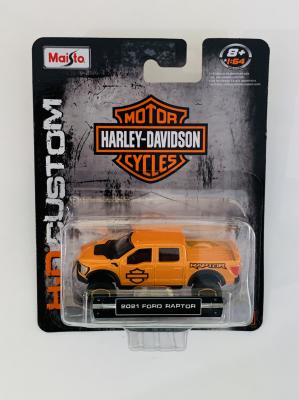 Maisto
8+
1:64
H-D CUSTOM
MOTOR
HARLEY-DAVIDSON
CYCLES
RAPTOR
2021 FORD RAPTOR